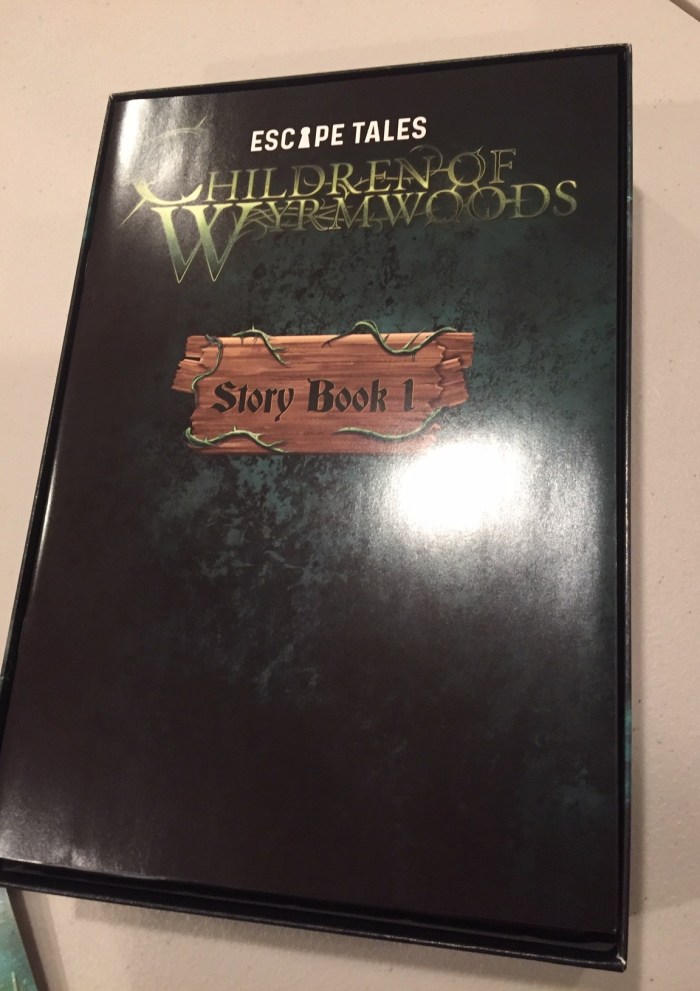 ESCAPE TALES
CHILDREN OF
WYRMWOODS
Story Book 1